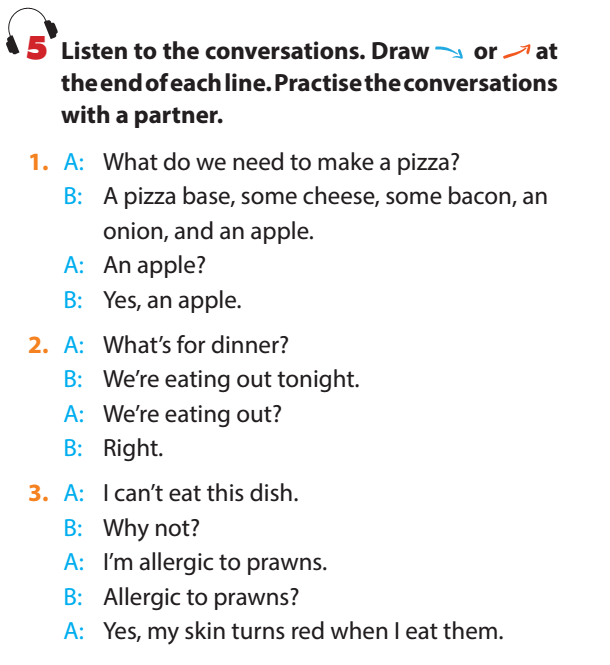 5 Listen to the conversations. Draw or at
the end of each line. Practise the conversations
with a partner.
1. A: What do we need to make a pizza?
B: A pizza base, some cheese, some bacon, an
onion, and an apple.
A: An apple?
B: Yes, an apple.
2. A: What's for dinner?
B: We're eating out tonight.
A: We're eating out?
B: Right.
3. A: I can't eat this dish.
B: Why not?
A: I'm allergic to prawns.
B: Allergic to prawns?
A: Yes, my skin turns red when I eat them.